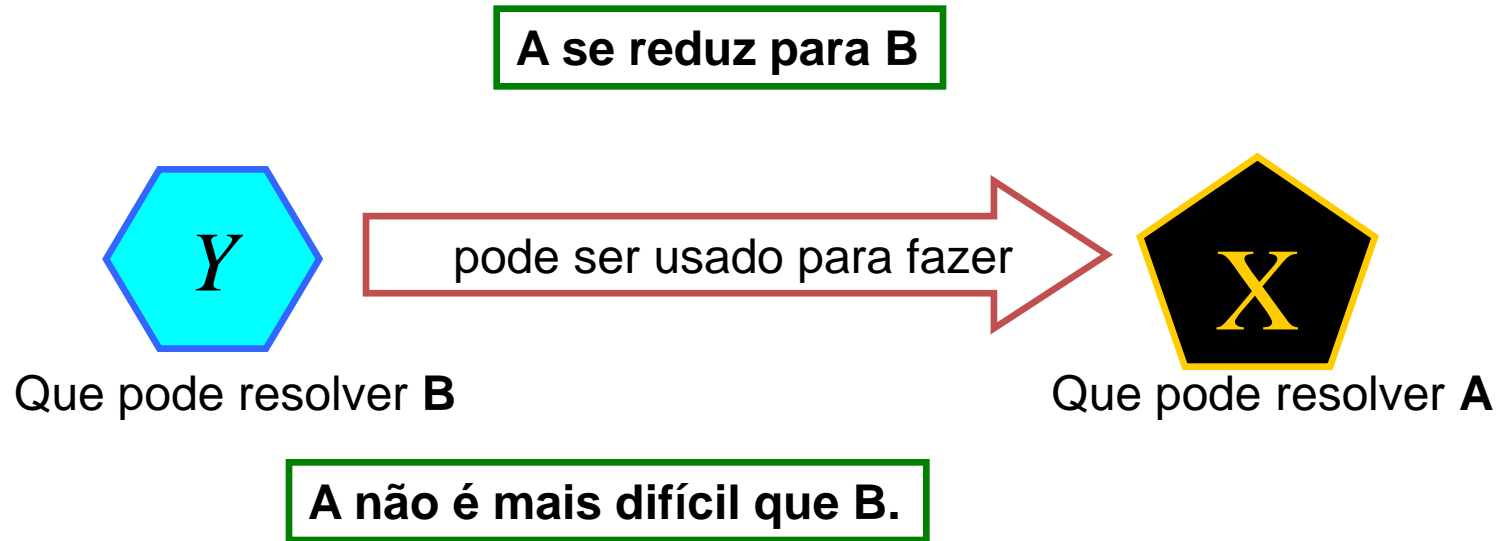 A se reduz para B
Y
pode ser usado para fazer
X
Que pode resolver B
Que pode resolver A
A não é mais difícil que B.